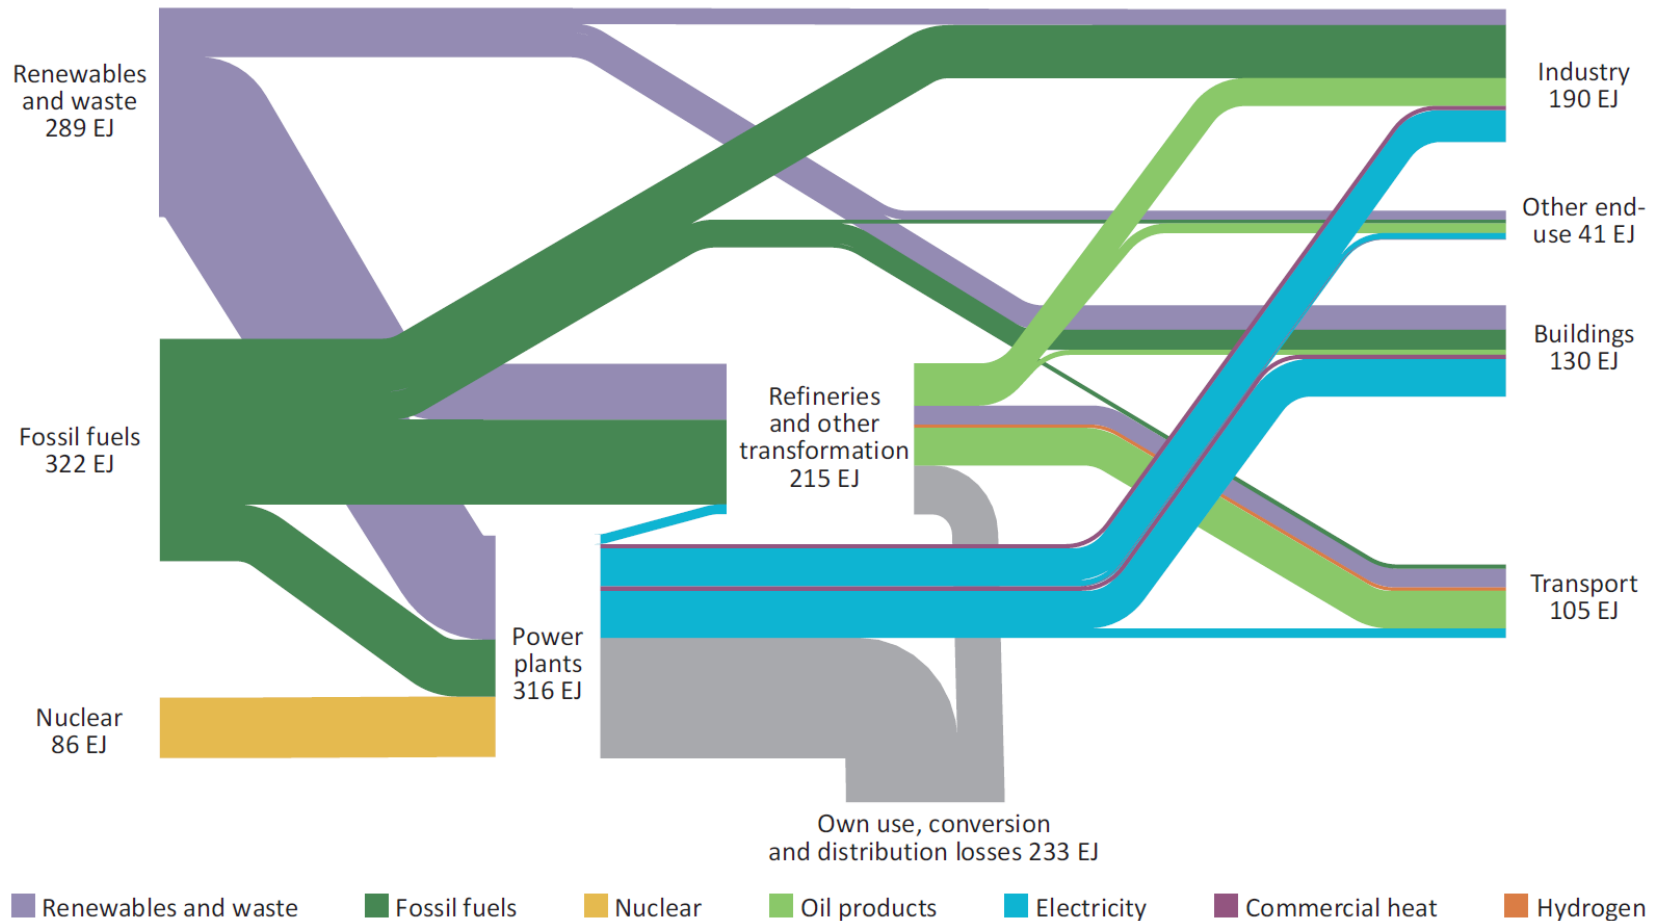 Renewables
and waste
289 EJ
Fossil fuels
322 EJ
Nuclear
86 EJ
Power
plants
316 EJ
Refineries
and other
transformation
215 EJ
Own use, conversion
and distribution losses 233 EJ
Industry
190 EJ
Other end-
use 41 EJ
Buildings
130 EJ
Transport
105 EJ
Renewables and waste
Fossil fuels
Nuclear
Oil products
Electricity
Commercial heat
Hydrogen